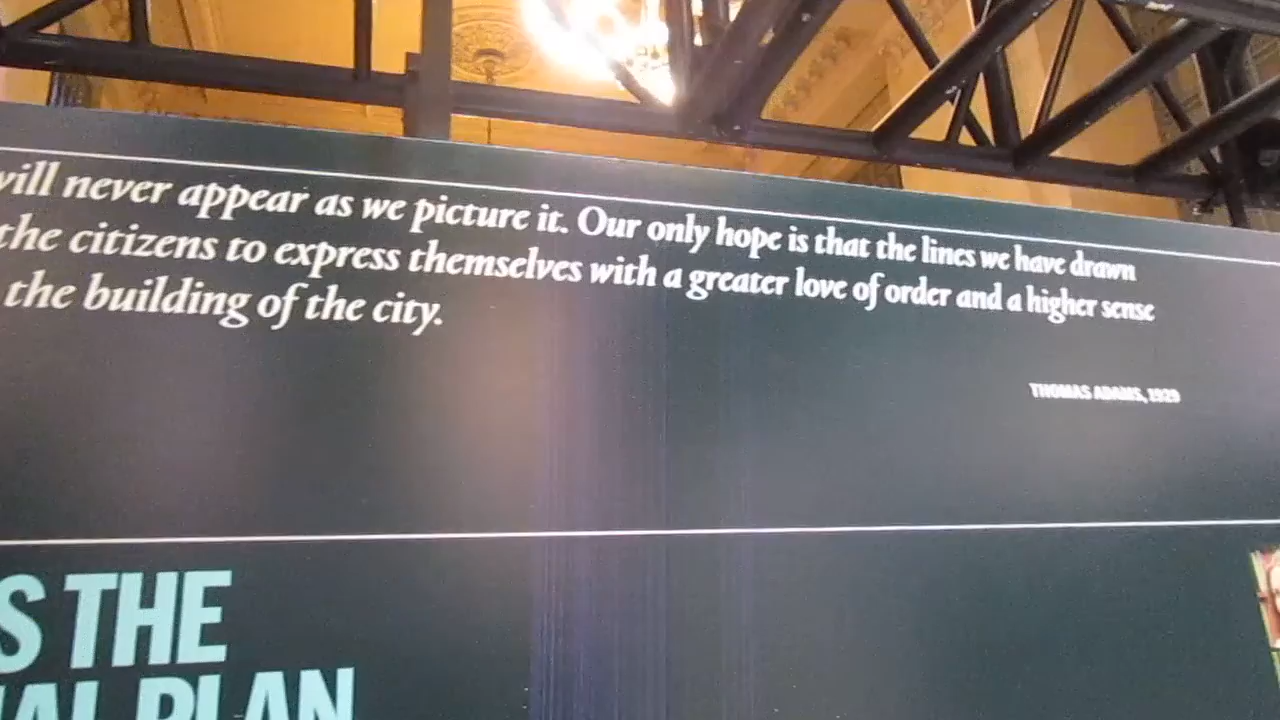 will never appear as we picture it. Our only hope is that the lines we have drawn
the citizens to express themselves with a greater love of order and a higher sense
the building of the city.
THOMAS ADAMS, 1929
S THE
PLAN